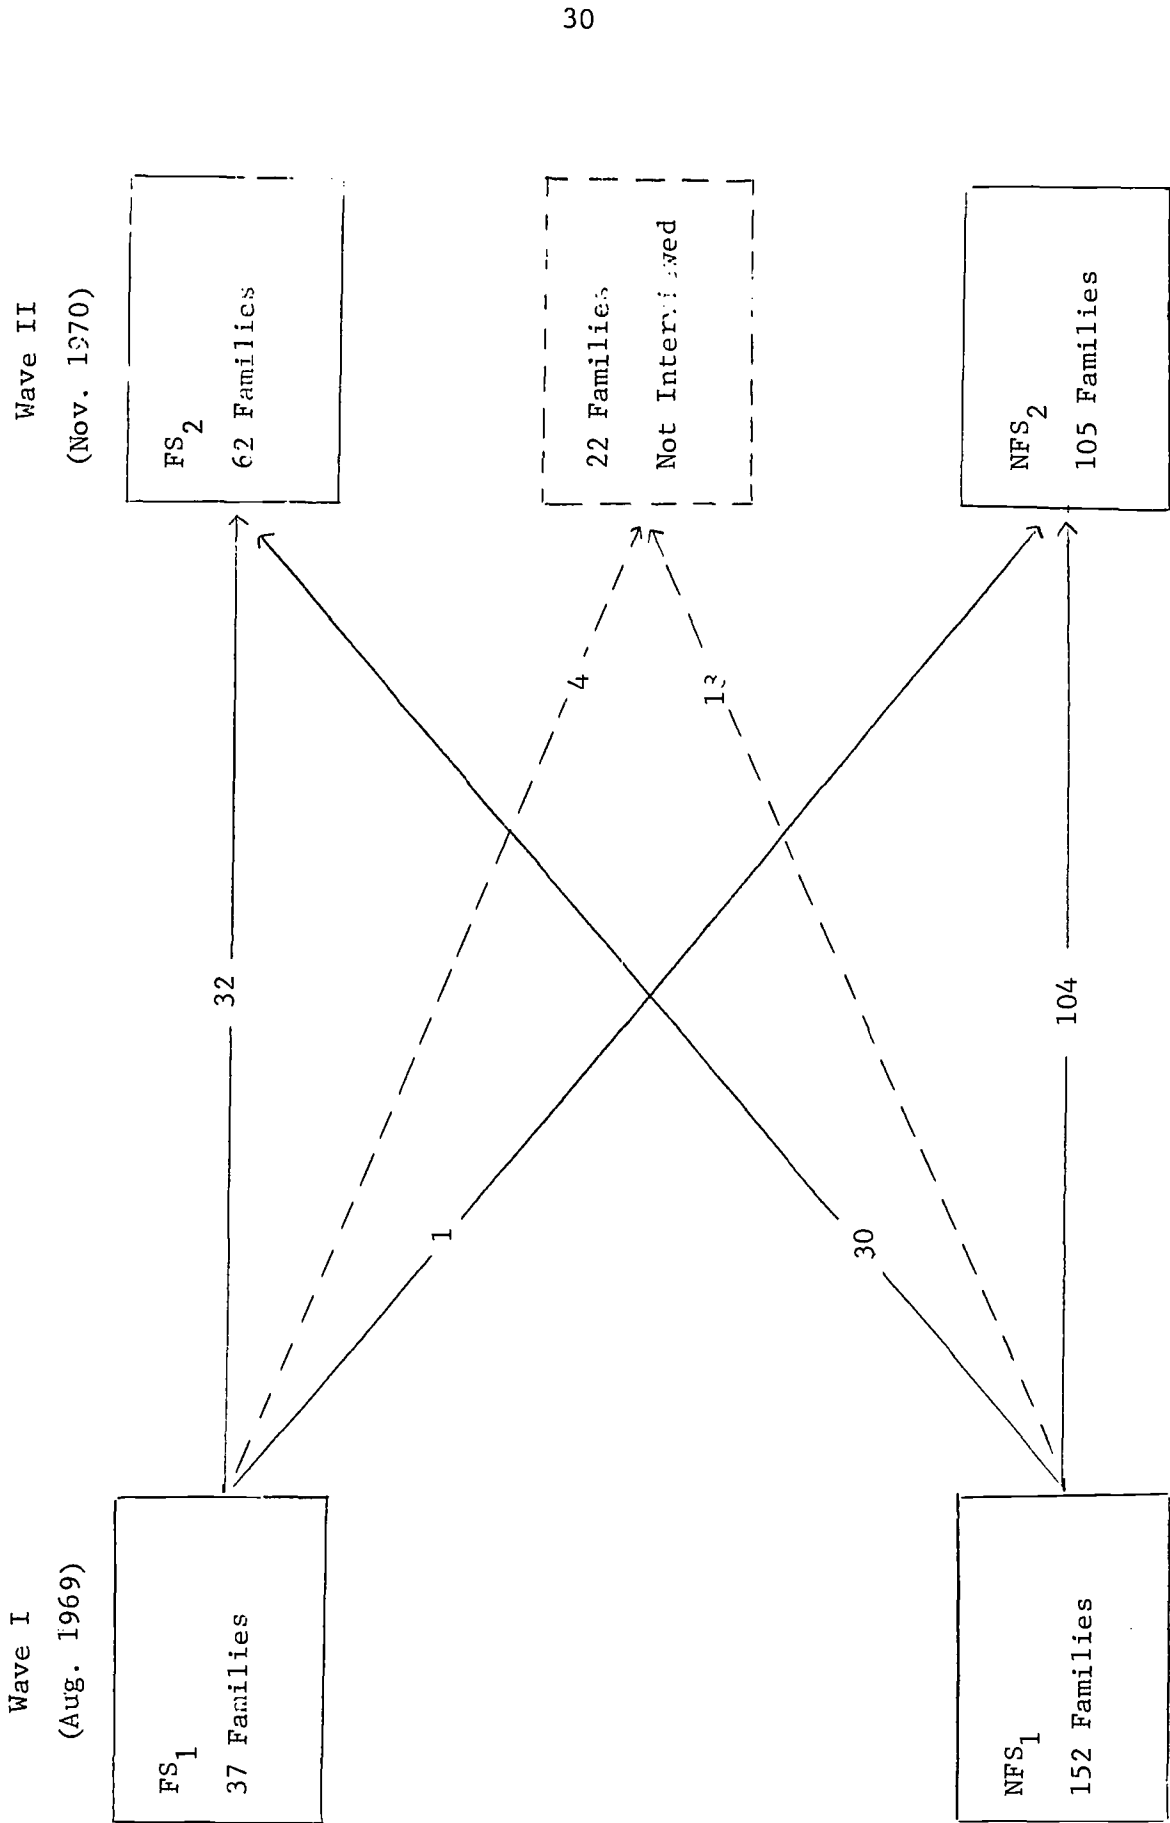 30
Wave I
(Aug. 1969)
Wave II
(Nov. 1970)
FS1
37 Families
32
FS2
62 Families
4
1
22 Families
Not Interviewed
18
30
NFS1
152 Families
104
NFS2
105 Families